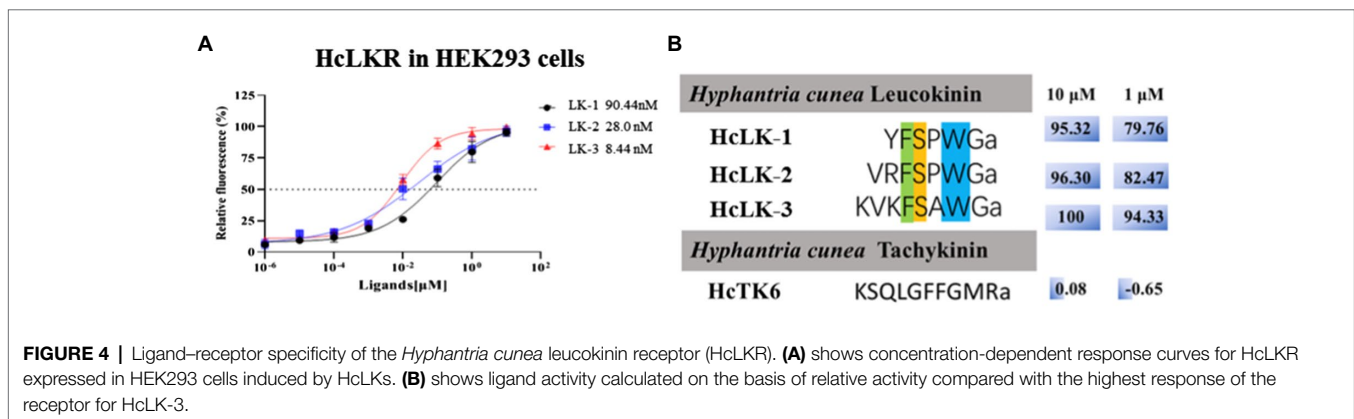 A
HcLKR in HEK293 cells
125
100
75
50
25
0
Relative fluorescence (%)
10-6
10-4
10-2
100
102
Ligands[μM]
LK-1 90.44nM
LK-2 28.0nM
LK-3 8.44nM
B
Hyphantria cunea Leucokinin
10 μM
1 μM
HcLK-1
YFSPWGa
95.32
79.76
HcLK-2
VRFSPWGa
96.30
82.47
HcLK-3
KVKFSAWGa
100
94.33
Hyphantria cunea Tachykinin
HcTK6
KSQLGFFGMRa
0.08
-0.65
FIGURE 4 | Ligand–receptor specificity of the Hyphantria cunea leucokinin receptor (HcLKR). (A) shows concentration-dependent response curves for HcLKR
expressed in HEK293 cells induced by HcLKs. (B) shows ligand activity calculated on the basis of relative activity compared with the highest response of the
receptor for HcLK-3.